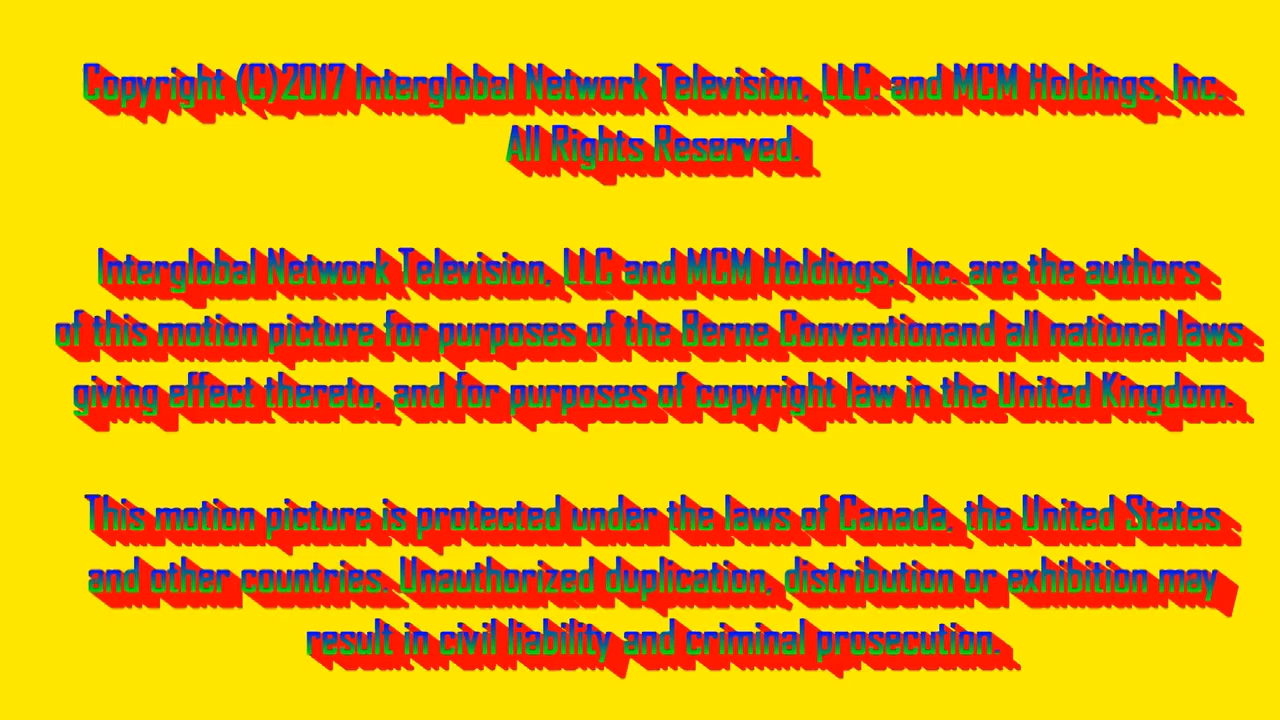 Copyright (C)2017 Interglobal Network Television, LLC. and MCM Holdings, Inc.
All Rights Reserved.
Interglobal Network Television, LLC and MCM Holdings, Inc. are the authors
of this motion picture for purposes of the Berne Conventionand all national laws
giving effect thereto, and for purposes of copyright law in the United Kingdom.
This motion picture is protected under the laws of Canada, the United States
and other countries. Unauthorized duplication, distribution or exhibition may
result in civil liability and criminal prosecution.